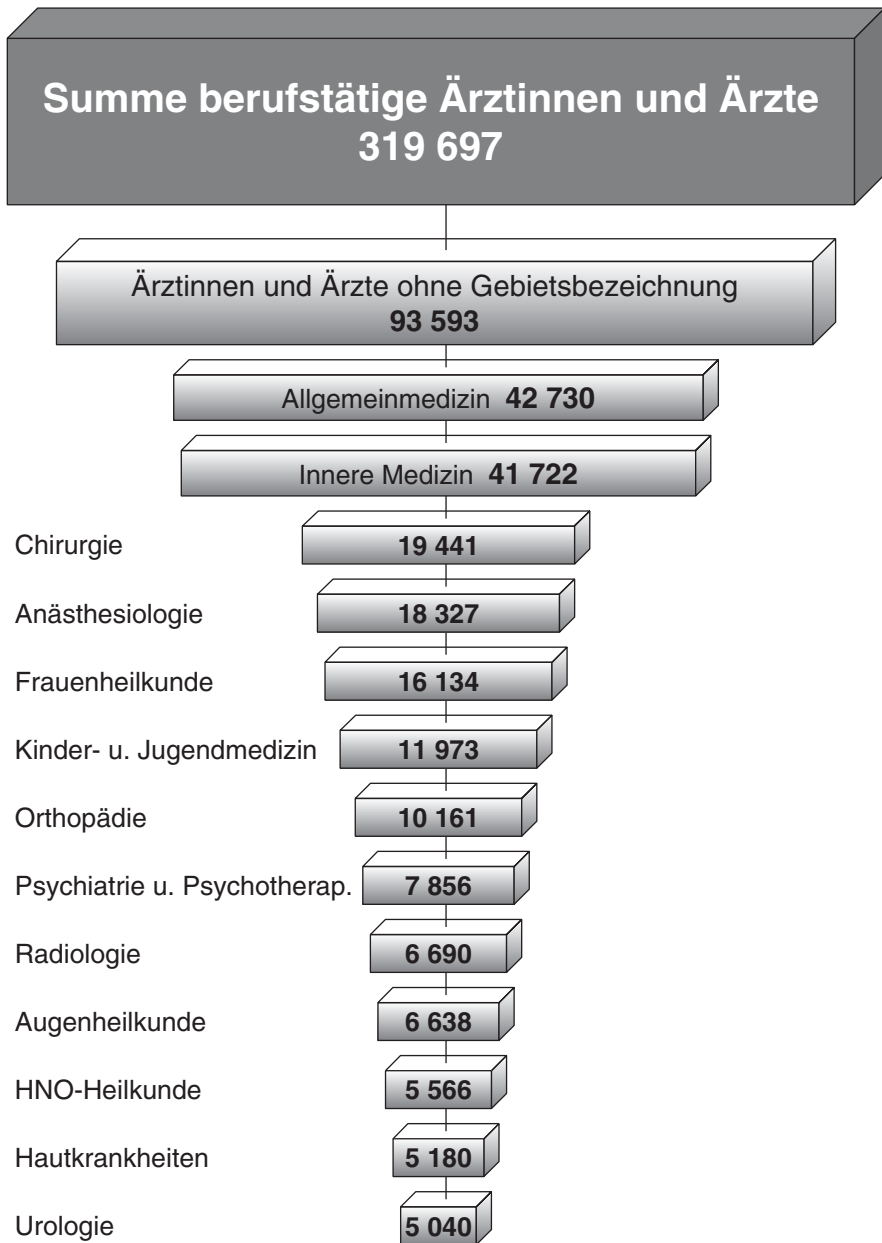 Summe berufstätige Ärztinnen und Ärzte
319 697
Ärztinnen und Ärzte ohne Gebietsbezeichnung
93 593
Allgemeinmedizin 42 730
Innere Medizin 41 722
Chirurgie 19 441
Anästhesiologie 18 327
Frauenheilkunde 16 134
Kinder- u. Jugendmedizin 11 973
Orthopädie 10 161
Psychiatrie u. Psychotherap. 7 856
Radiologie 6 690
Augenheilkunde 6 638
HNO-Heilkunde 5 566
Hautkrankheiten 5 180
Urologie 5 040